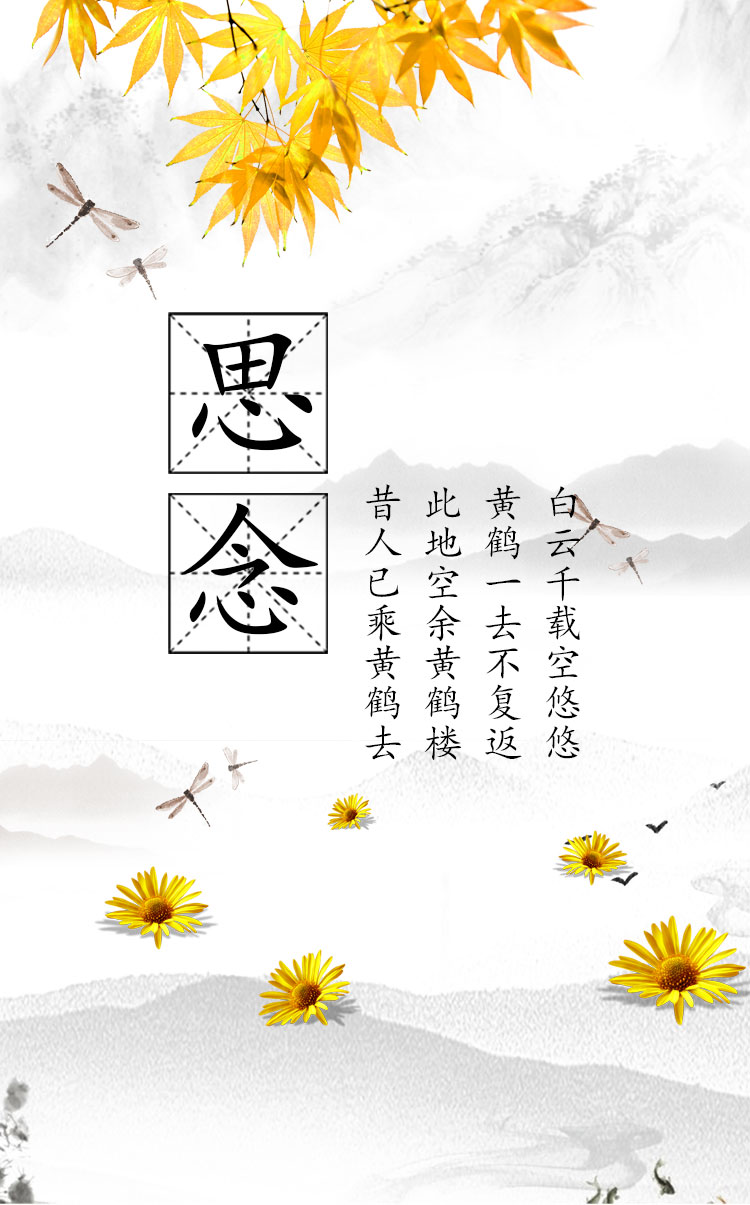 思念
昔人已乘黄鹤去
此地空余黄鹤楼
黄鹤一去不复返
白云千载空悠悠